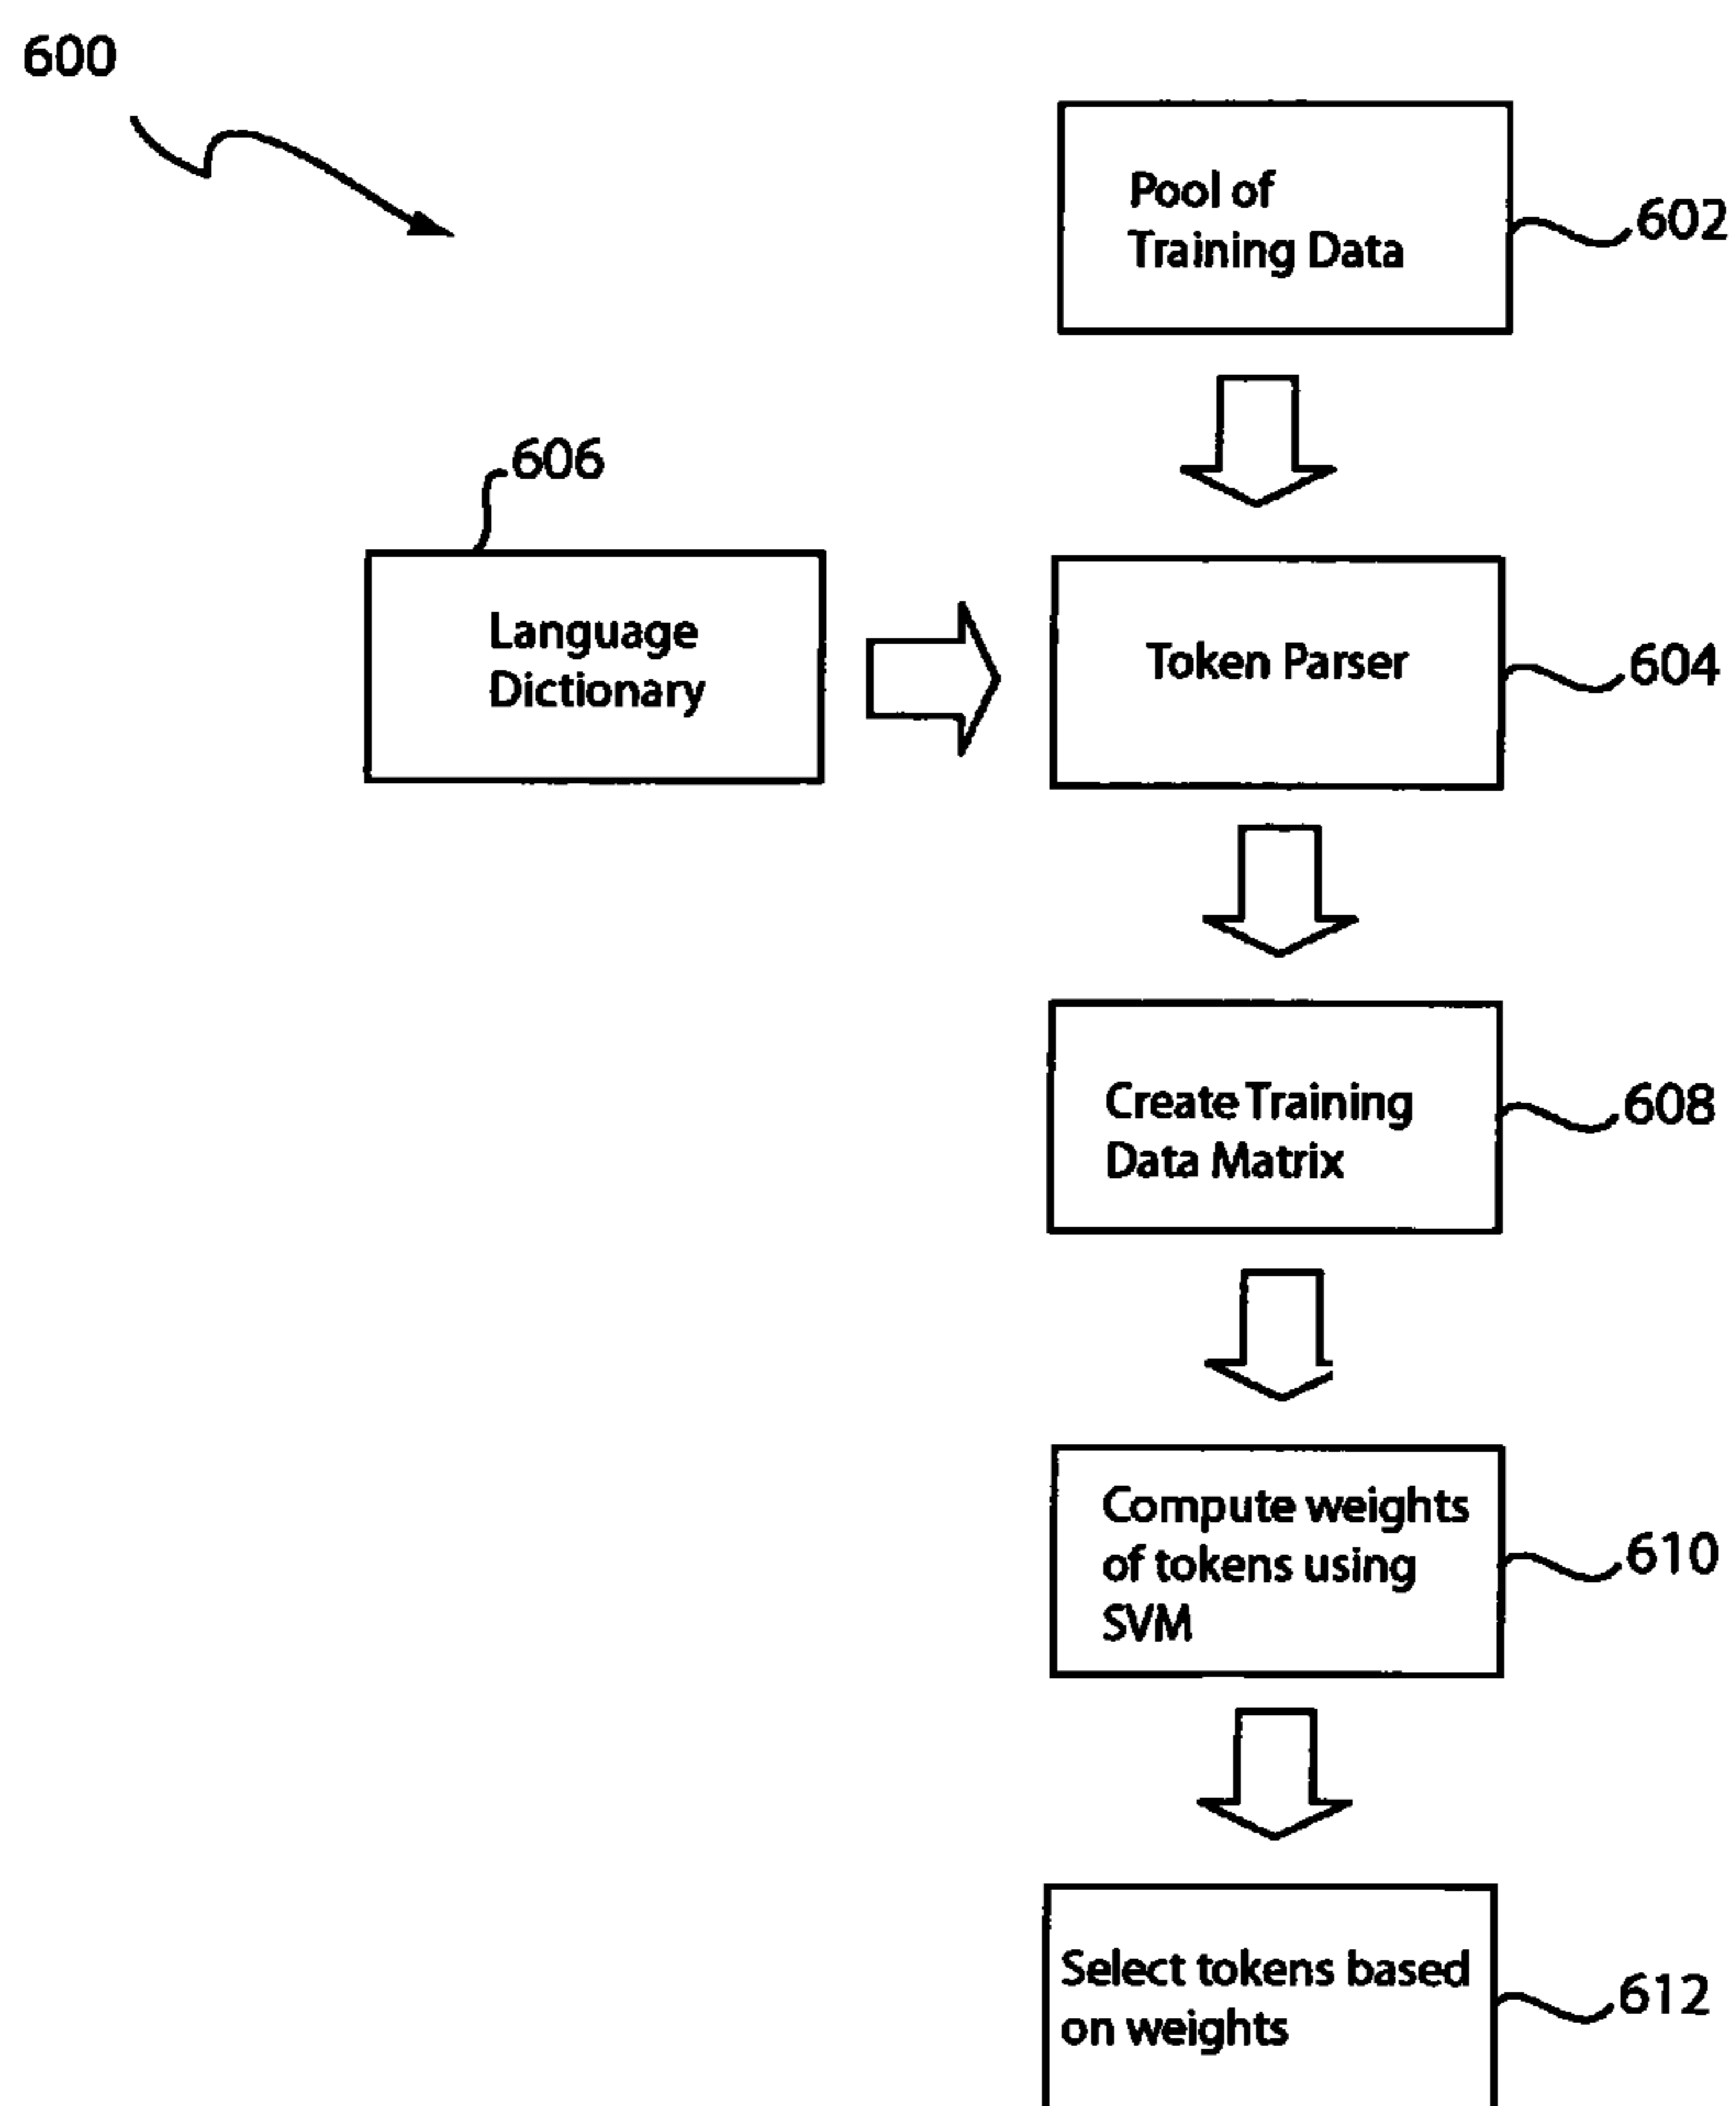 600
Pool of
Training Data
602
606
Language
Dictionary
Token Parser
604
Create Training
Data Matrix
608
Compute weights
of tokens using
SVM
610
Select tokens based
on weights
612